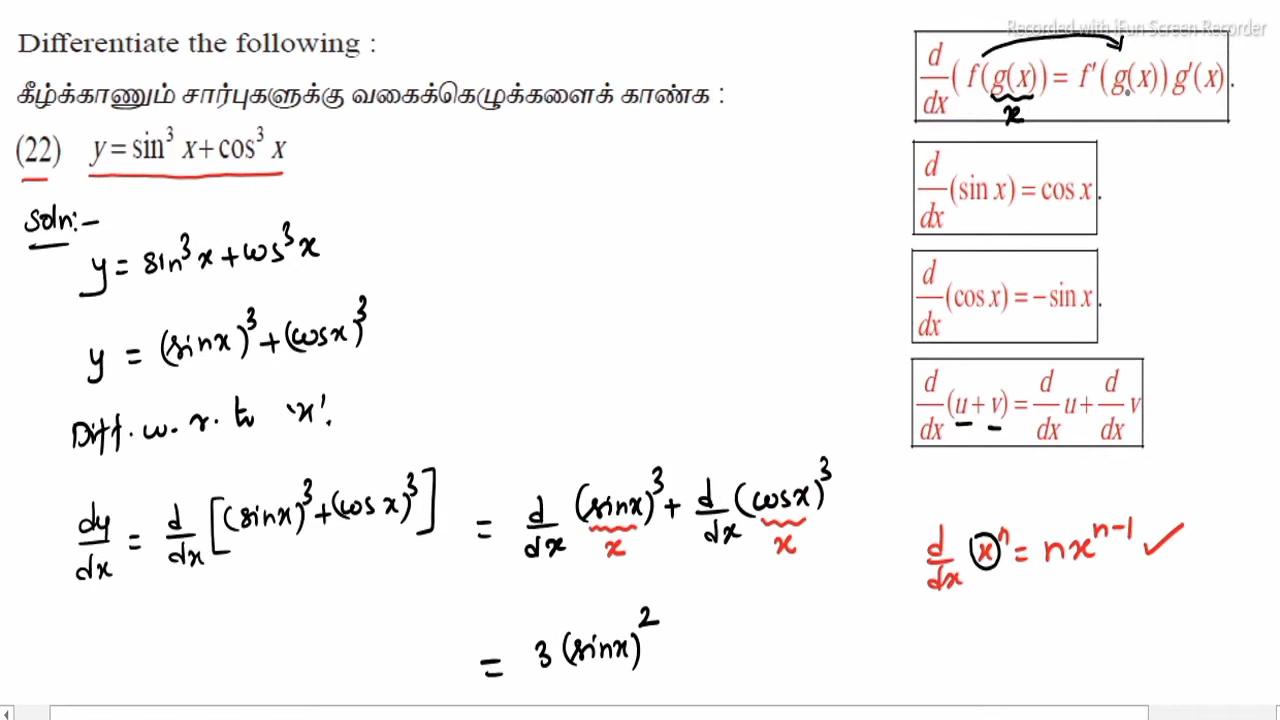 Recorded with iFun Screen Recorder
Differentiate the following :
கீழ்க்காணும் சார்புகளுக்கு வகைக்கெழுக்களைக் காண்க :
(22) y = sin³ x + cos³ x
Soln:-
y = sin³x + cos³x
y = (sinx)³ + (cosx)³
Diff. w. r. to 'x'.
dy/dx = d/dx [(sinx)³ + (cosx)³] = d/dx (sinx)³ + d/dx (cosx)³
x x
= 3 (sinx)²
d/dx ( f(g(x)) = f′(g(x)) g′(x).
x
d/dx (sin x) = cos x.
d/dx (cos x) = − sin x.
d/dx (u + v) = d/dx u + d/dx v
d/dx xⁿ = nxⁿ⁻¹ ✓